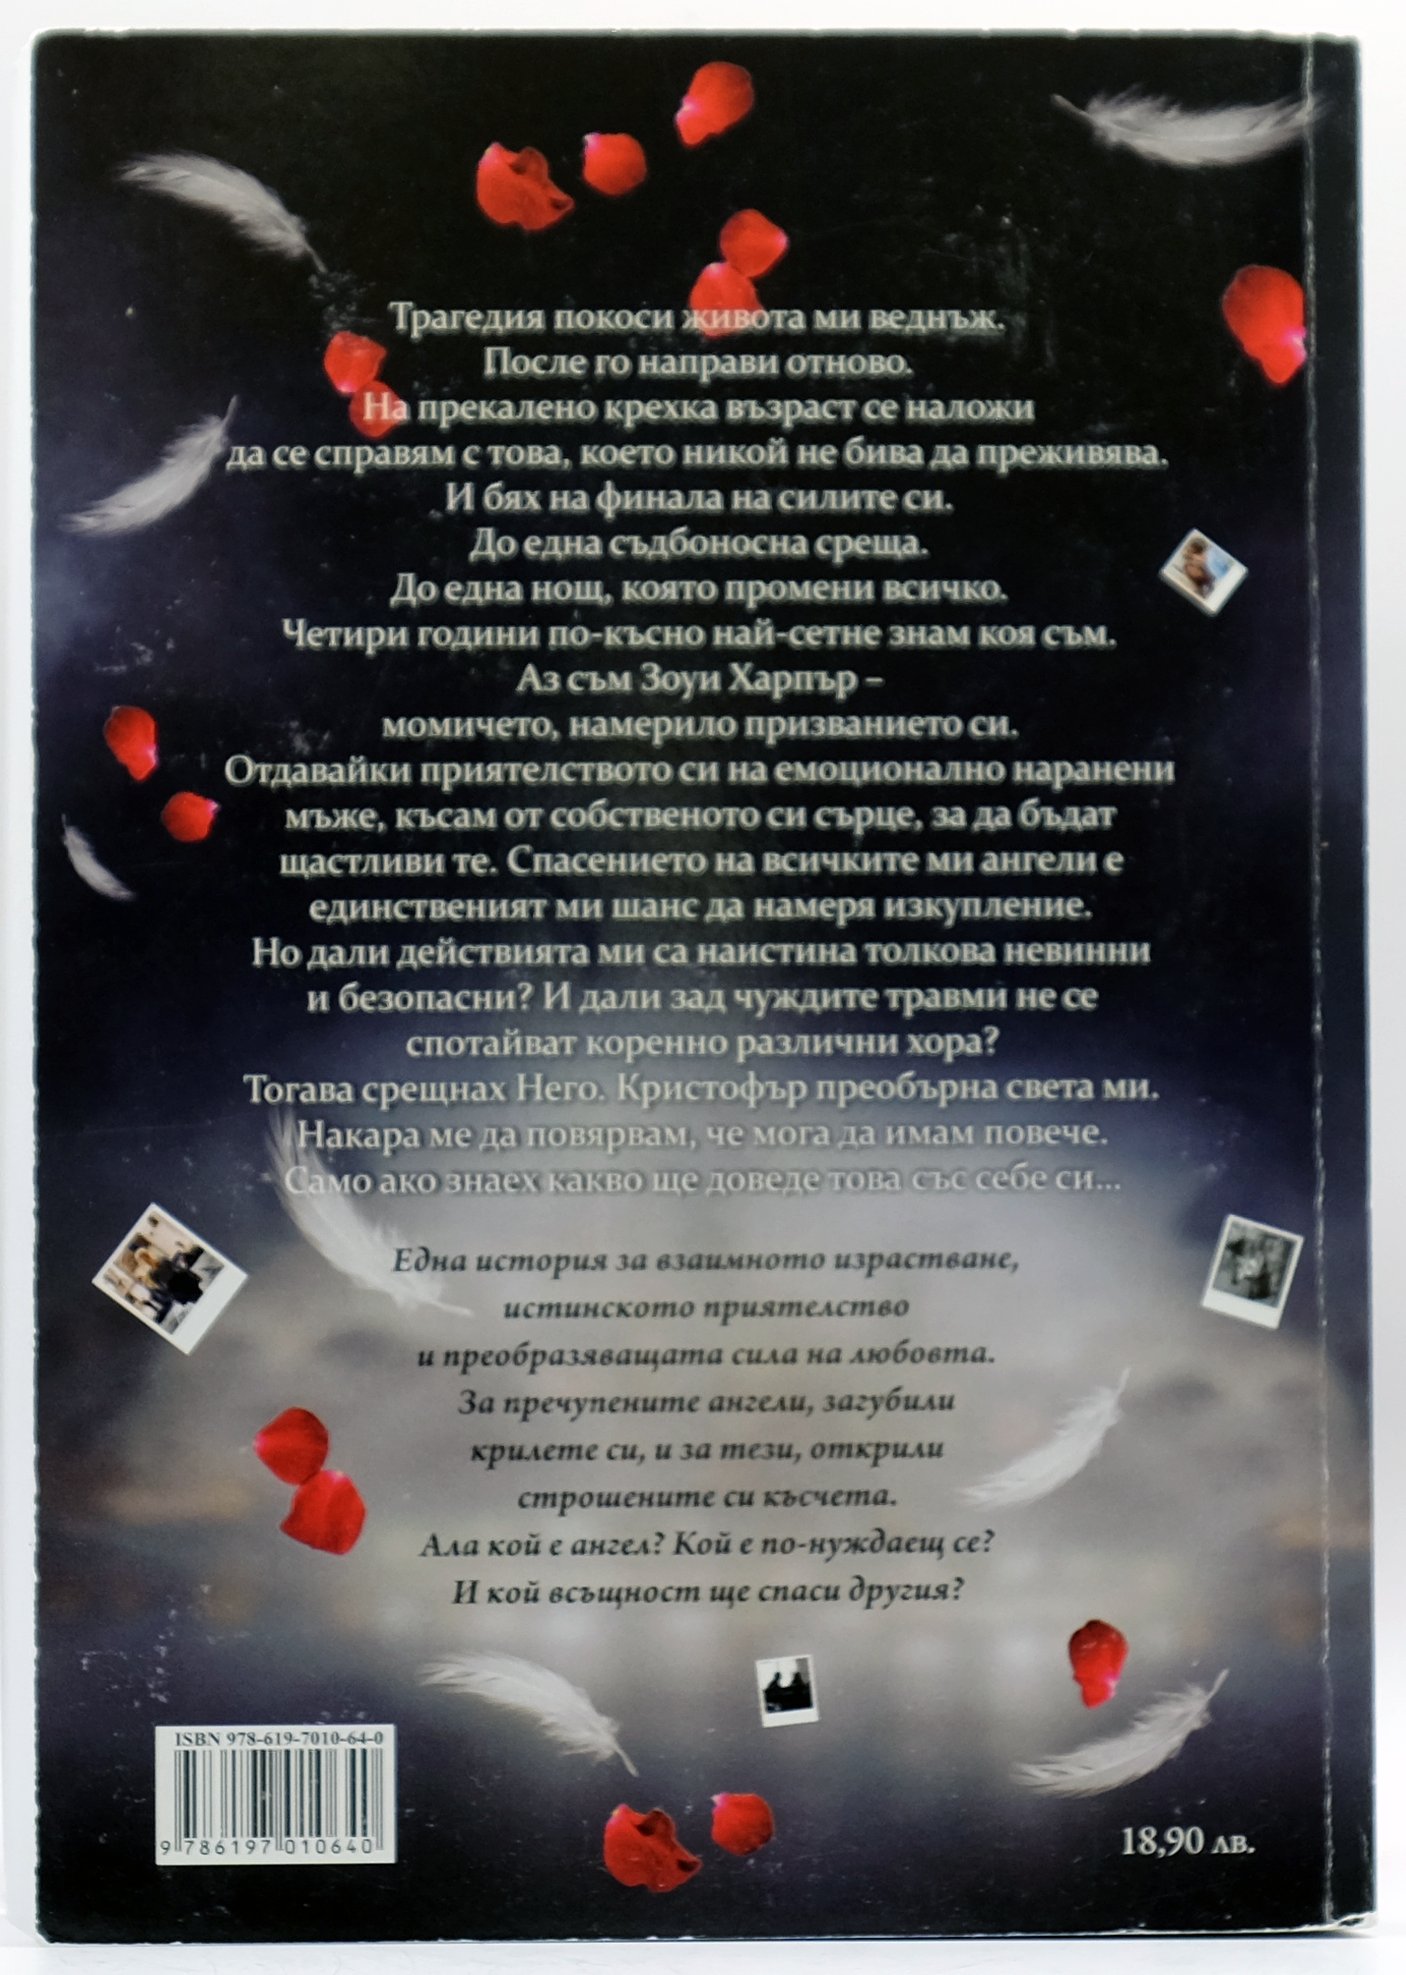 Трагедия покоси живота ми веднъж.
После го направи отново.
На прекалено крехка възраст се наложи
да се справям с това, което никой не бива да преживява.
И бях на финала на силите си.
До една съдбоносна среща.
До една нощ, която промени всичко.
Четири години по-късно най-сетне знам коя съм.
Аз съм Зоуи Харпър –
момичето, намерило призванието си.
Отдавайки приятелството си на емоционално наранени
мъже, късам от собственото си сърце, за да бъдат
щастливи те. Спасението на всичките ми ангели е
единственият ми шанс да намеря изкупление.
Но дали действията ми са наистина толкова невинни
и безопасни? И дали зад чуждите травми не се
спотайват коренно различни хора?
Тогава срещнах Него. Кристофър преобърна света ми.
Накара ме да повярвам, че мога да имам повече.
Само ако знаех какво ще доведе това със себе си...
Една история за взаимното израстване,
истинското приятелство
и преобразяващата сила на любовта.
За пречупените ангели, загубили
крилете си, и за тези, открили
строшените си късчета.
Ала кой е ангел? Кой е по-нуждаещ се?
И кой всъщност ще спаси другия?
ISBN 978-619-7010-64-0
9 786197 010640
18,90 лв.